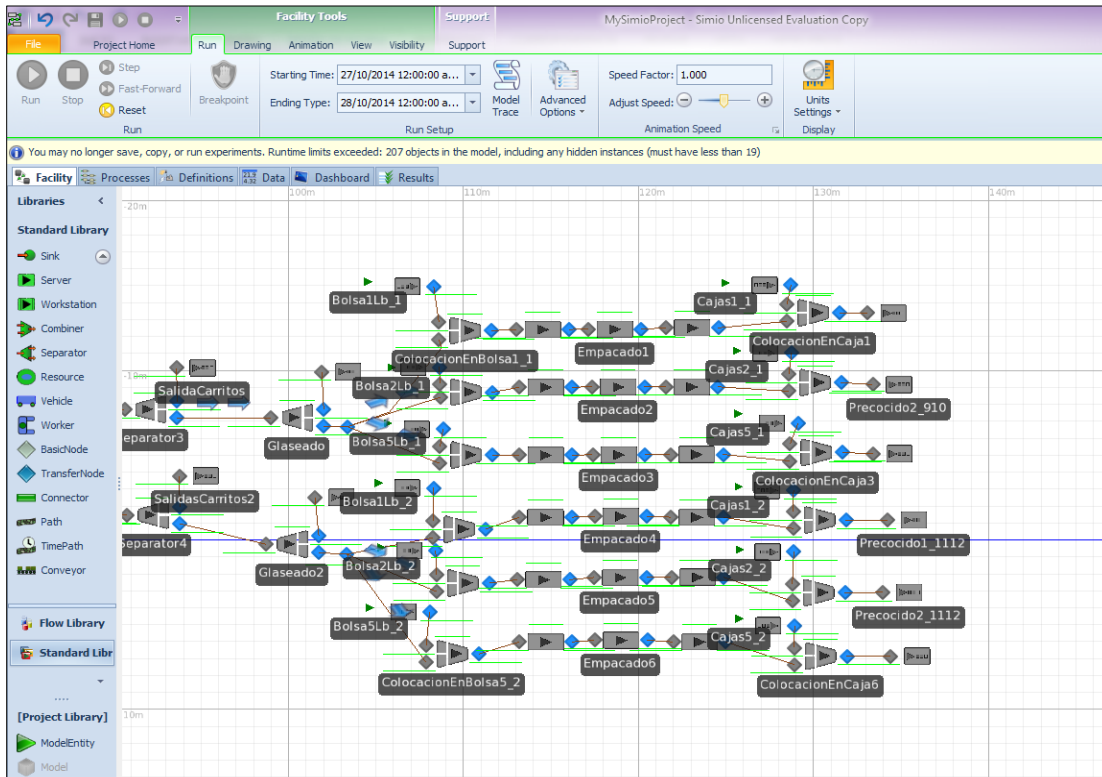 Facility Tools
Support
MySimioProject - Simio Unlicensed Evaluation Copy
File
Project Home
Run
Drawing
Animation
View
Visibility
Support
Run
Stop
Step
Fast-Forward
Reset
Run
Breakpoint
Starting Time: 27/10/2014 12:00:00 a...
Ending Type: 28/10/2014 12:00:00 a...
Model Trace
Advanced Options
Run Setup
Speed Factor: 1.000
Adjust Speed:
Animation Speed
Units Settings
Display
You may no longer save, copy, or run experiments. Runtime limits exceeded: 207 objects in the model, including any hidden instances (must have less than 19)
Facility
Processes
Definitions
Data
Dashboard
Results
Libraries
Standard Library
Sink
Server
Workstation
Combiner
Separator
Resource
Vehicle
Worker
BasicNode
TransferNode
Connector
Path
TimePath
Conveyor
Flow Library
Standard Libr
[Project Library]
ModelEntity
Model
100m
110m
120m
130m
140m
-20m
-10m
10m
Bolsa1Lb_1
Cajas1_1
ColocacionEnBolsa1_1
Empacado1
ColocacionEnCaja1
SalidaCarritos
Bolsa2Lb_1
Cajas2_1
Empacado2
Precocido2_910
eparator3
Glaseado
Bolsa5Lb_1
Cajas5_1
Empacado3
ColocacionEnCaja3
SalidasCarritos2
Bolsa1Lb_2
Cajas1_2
Separator4
Empacado4
Precocido1_1112
Glaseado2
Bolsa2Lb_2
Cajas2_2
Empacado5
Precocido2_1112
Bolsa5Lb_2
Cajas5_2
Empacado6
ColocacionEnBolsa5_2
ColocacionEnCaja6